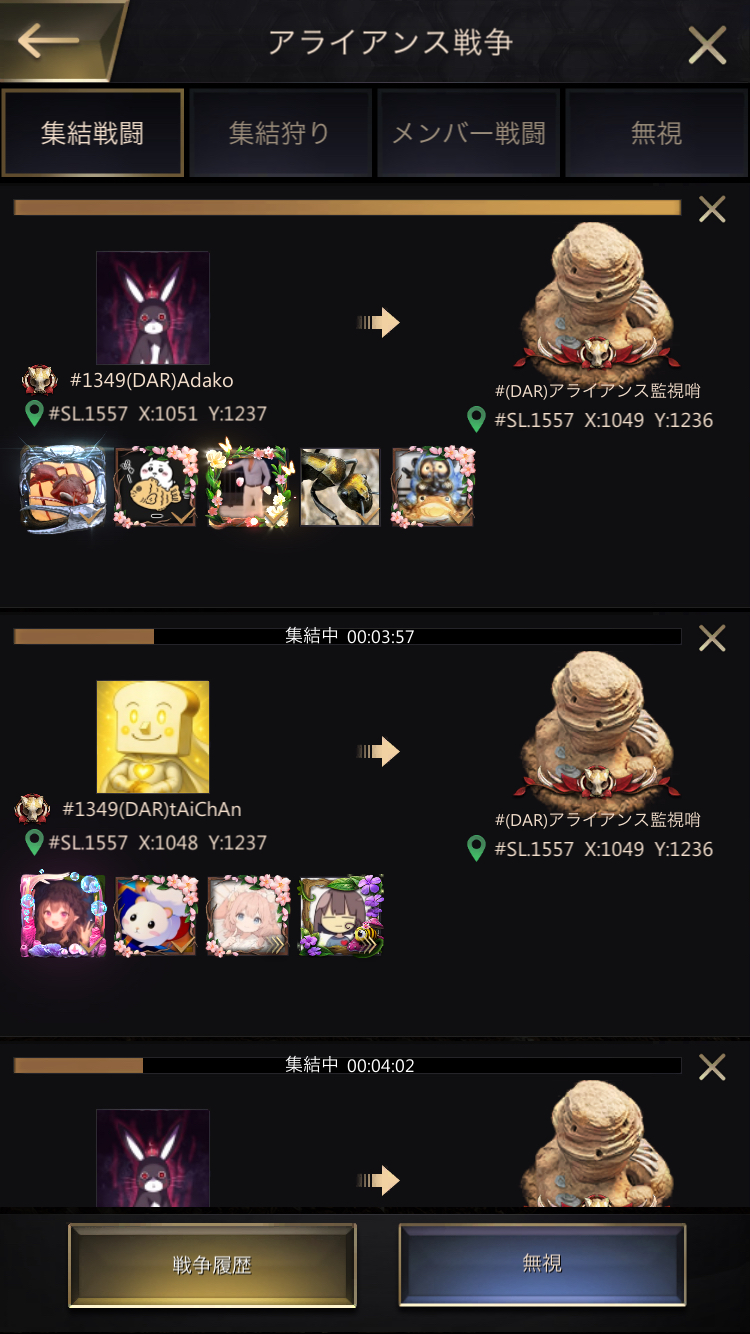 アライアンス戦争
集結戦闘
集結狩り
メンバー戦闘
無視
#1349(DAR)Adako
#SL.1557 X:1051 Y:1237
#(DAR)アライアンス監視哨
#SL.1557 X:1049 Y:1236
集結中 00:03:57
#1349(DAR)tAiChAn
#SL.1557 X:1048 Y:1237
#(DAR)アライアンス監視哨
#SL.1557 X:1049 Y:1236
集結中 00:04:02
戦争履歴
無視